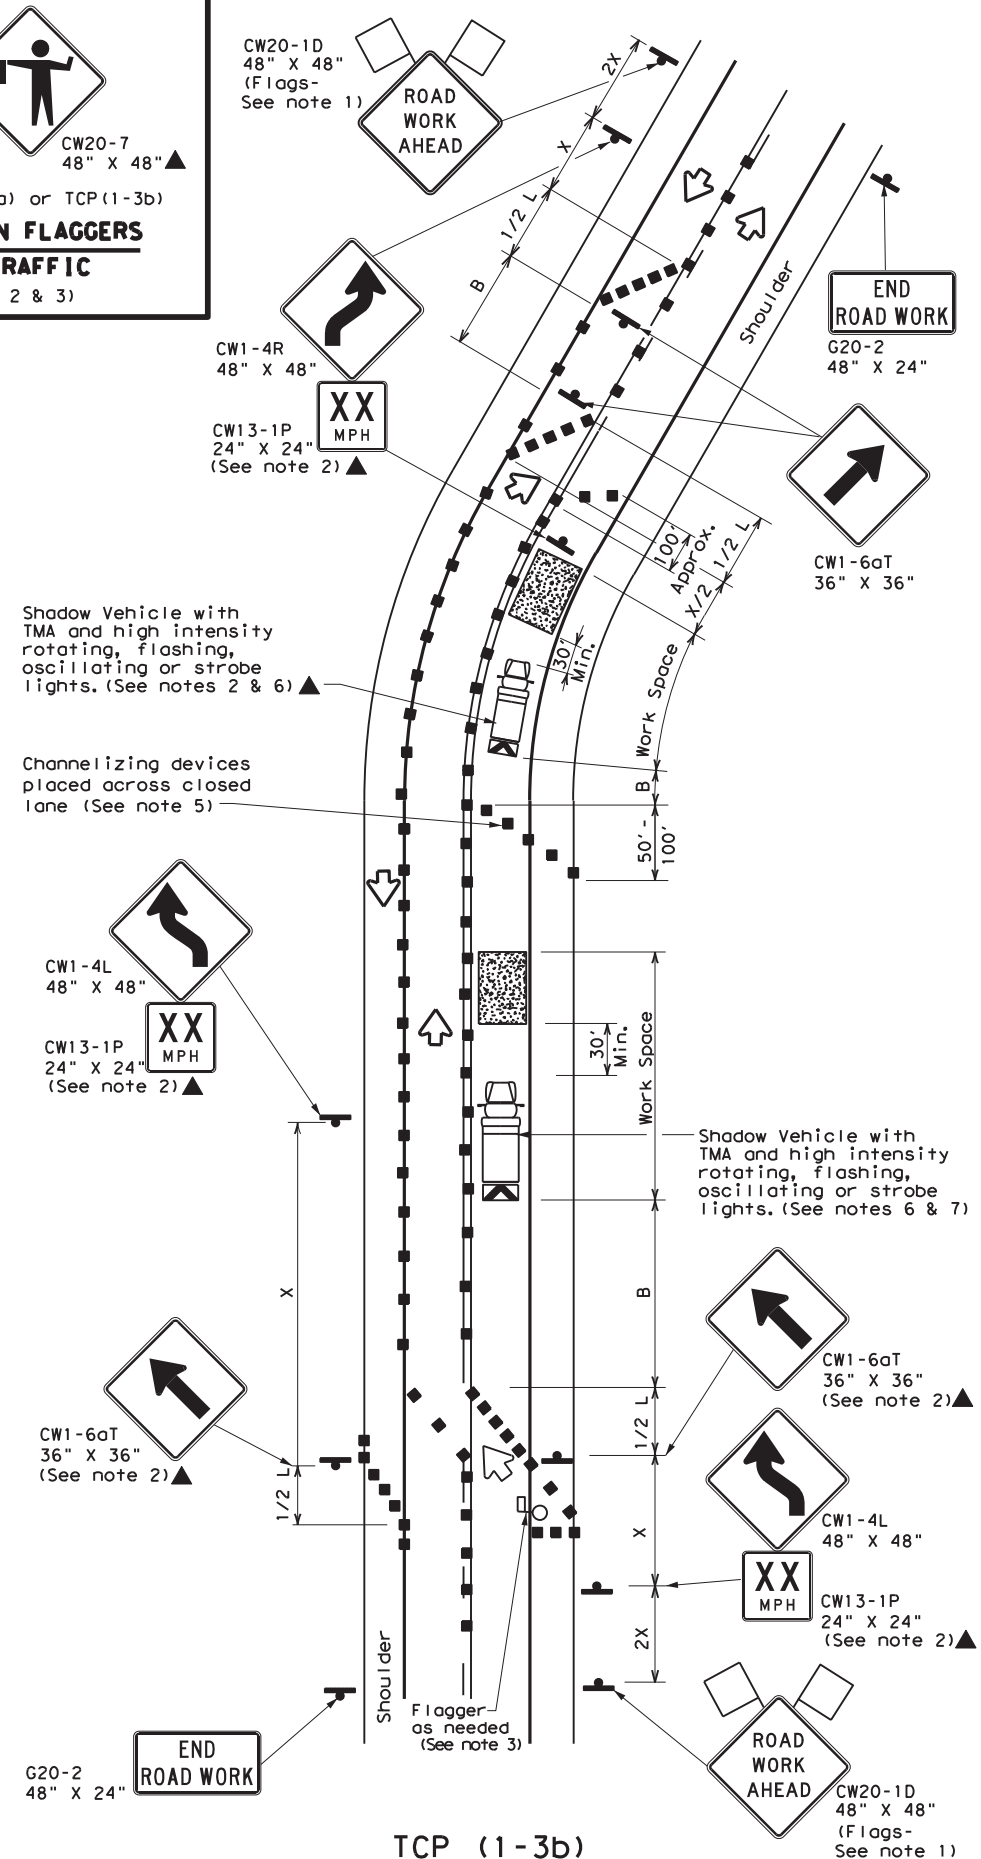 CW20-7
48" X 48"
a) or TCP(1-3b)
N FLAGGERS
RAFFIC
2 & 3)
CW20-1D
48" X 48"
(Flags-
See note 1)
ROAD
WORK
AHEAD
2X
X
1/2 L
B
CW1-4R
48" X 48"
XX
MPH
CW13-1P
24" X 24"
(See note 2)
Shoulder
END
ROAD WORK
G20-2
48" X 24"
CW1-6aT
36" X 36"
100'
Approx.
1/2 L
X/2
30'
Min.
Work Space
B
50' -
100'
Shadow Vehicle with
TMA and high intensity
rotating, flashing,
oscillating or strobe
lights. (See notes 2 & 6)
Channelizing devices
placed across closed
lane (See note 5)
CW1-4L
48" X 48"
XX
MPH
CW13-1P
24" X 24"
(See note 2)
30'
Min.
Work Space
Shadow Vehicle with
TMA and high intensity
rotating, flashing,
oscillating or strobe
lights. (See notes 6 & 7)
X
B
CW1-6aT
36" X 36"
(See note 2)
1/2 L
CW1-6aT
36" X 36"
(See note 2)
1/2 L
X
CW1-4L
48" X 48"
XX
MPH
CW13-1P
24" X 24"
(See note 2)
2X
Shoulder
Flagger
as needed
(See note 3)
END
ROAD WORK
G20-2
48" X 24"
ROAD
WORK
AHEAD
CW20-1D
48" X 48"
(Flags-
See note 1)
TCP (1-3b)